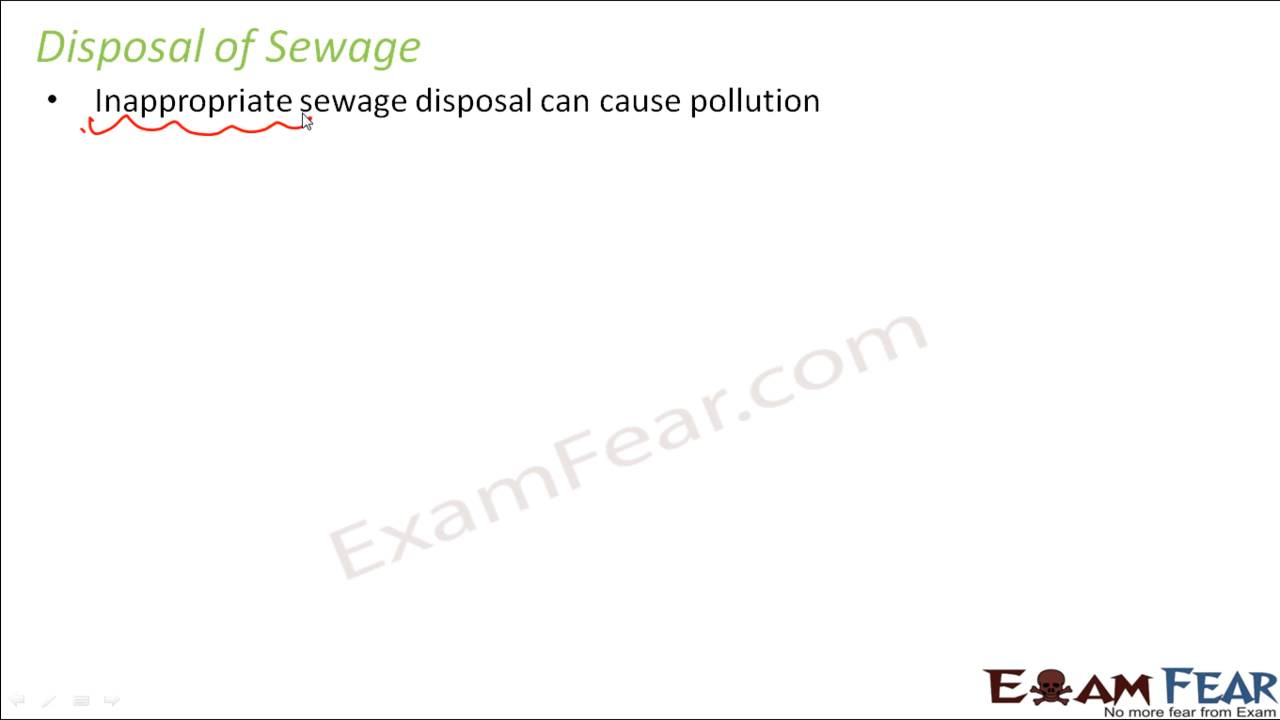 Disposal of Sewage
• Inappropriate sewage disposal can cause pollution
ExamFear.com
EXAM FEAR
No more fear from Exam